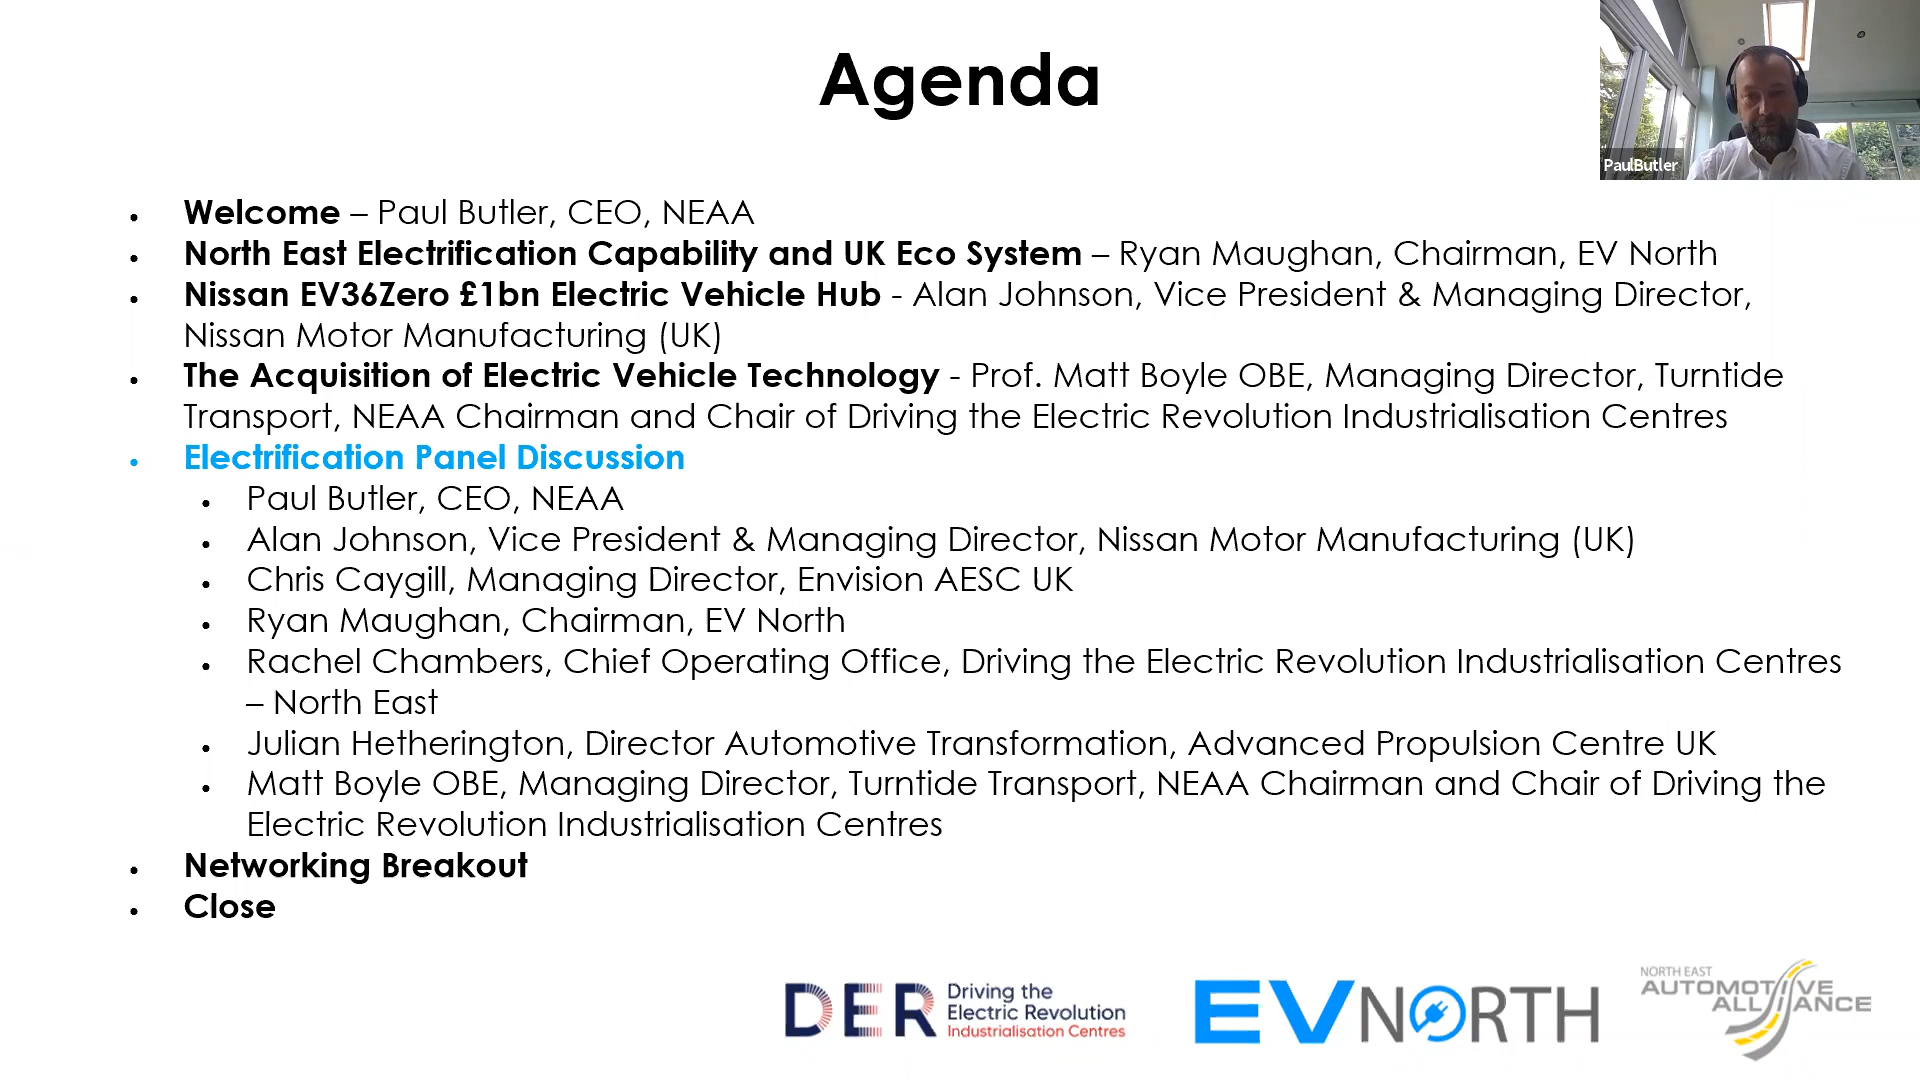 Agenda
PaulButler
• Welcome – Paul Butler, CEO, NEAA
• North East Electrification Capability and UK Eco System – Ryan Maughan, Chairman, EV North
• Nissan EV36Zero £1bn Electric Vehicle Hub - Alan Johnson, Vice President & Managing Director,
Nissan Motor Manufacturing (UK)
• The Acquisition of Electric Vehicle Technology - Prof. Matt Boyle OBE, Managing Director, Turntide
Transport, NEAA Chairman and Chair of Driving the Electric Revolution Industrialisation Centres
• Electrification Panel Discussion
• Paul Butler, CEO, NEAA
• Alan Johnson, Vice President & Managing Director, Nissan Motor Manufacturing (UK)
• Chris Caygill, Managing Director, Envision AESC UK
• Ryan Maughan, Chairman, EV North
• Rachel Chambers, Chief Operating Office, Driving the Electric Revolution Industrialisation Centres
– North East
• Julian Hetherington, Director Automotive Transformation, Advanced Propulsion Centre UK
• Matt Boyle OBE, Managing Director, Turntide Transport, NEAA Chairman and Chair of Driving the
Electric Revolution Industrialisation Centres
• Networking Breakout
• Close
DER
Driving the
Electric Revolution
Industrialisation Centres
EVNORTH
NORTH EAST
AUTOMOTIVE
ALLIANCE